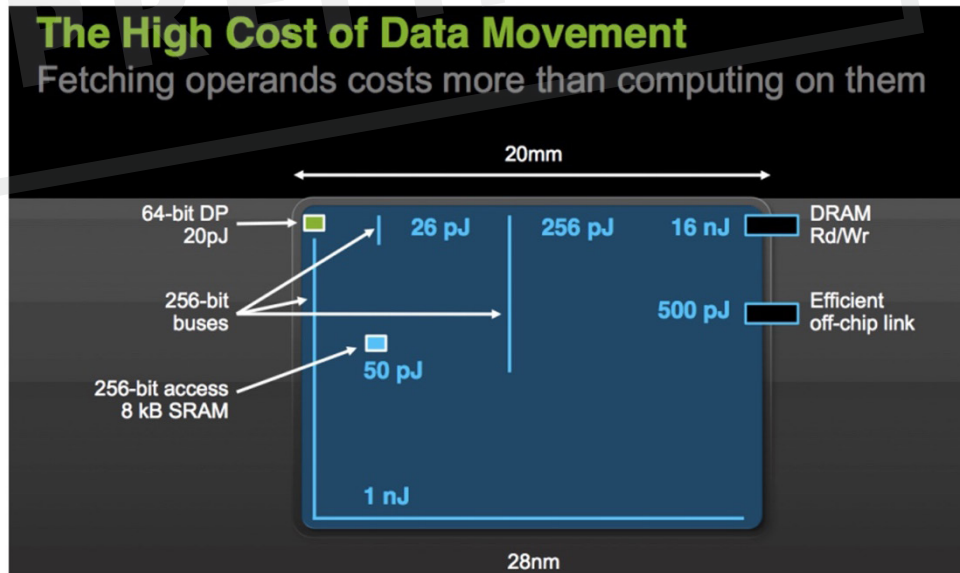 The High Cost of Data Movement
Fetching operands costs more than computing on them
20mm
64-bit DP
20pJ
26 pJ
256 pJ
16 nJ
DRAM
Rd/Wr
256-bit
buses
500 pJ
Efficient
off-chip link
50 pJ
256-bit access
8 kB SRAM
1 nJ
28nm